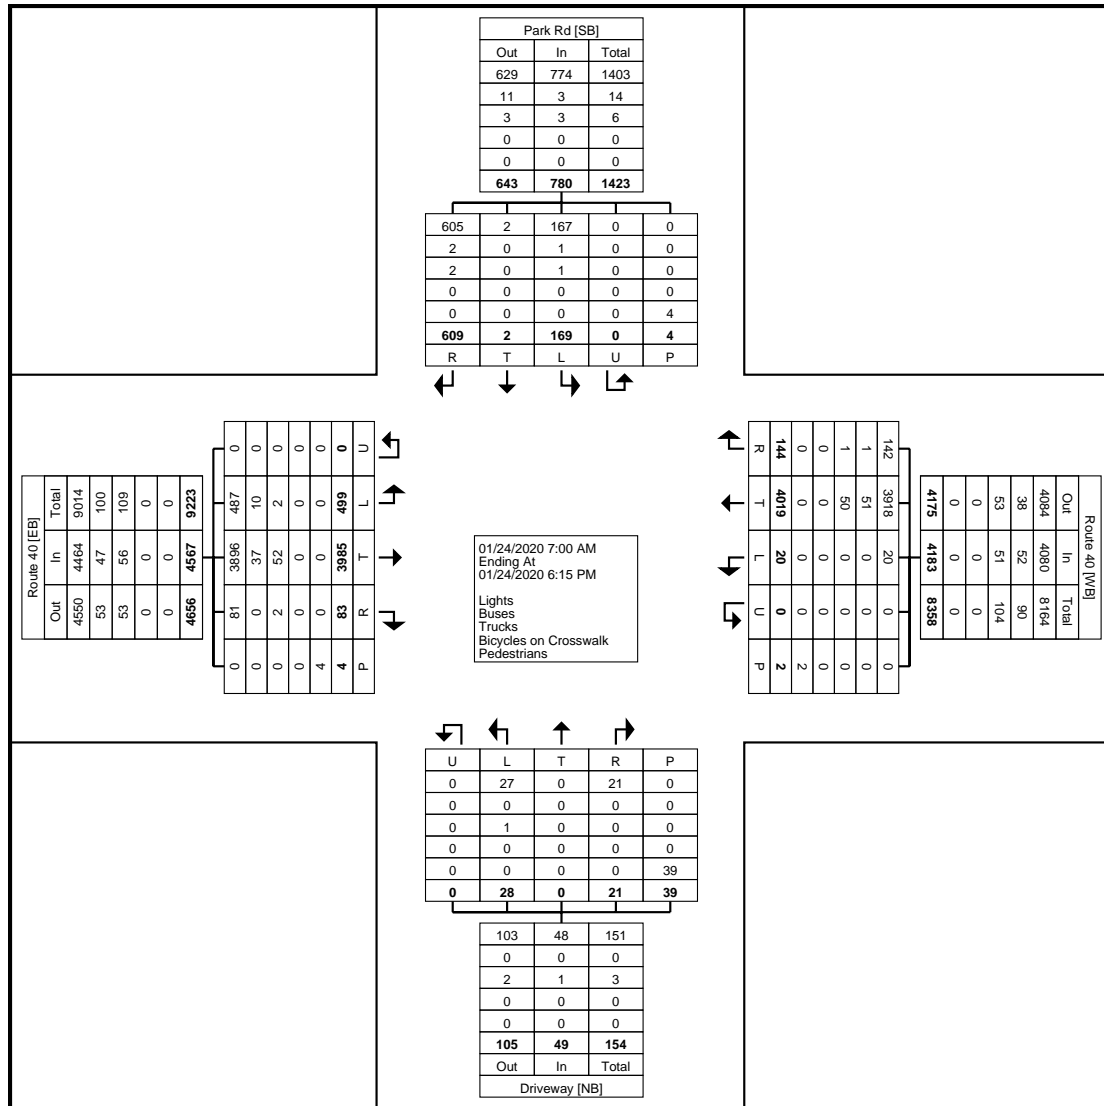 Park Rd [SB]
Out In Total
629 774 1403
11 3 14
3 3 6
0 0 0
0 0 0
643 780 1423
605 2 167 0 0
2 0 1 0 0
2 0 1 0 0
0 0 0 0 0
0 0 0 0 4
609 2 169 0 4
R T L U P
Route 40 [EB]
Total 9014 100 109 0 0 9223
In 4464 47 56 0 0 4567
Out 4550 53 53 0 0 4656
0 0 0 0 0 0 U
487 10 2 0 0 499 L
3896 37 52 0 0 3985 T
81 0 2 0 0 83 R
0 0 0 0 4 4 P
01/24/2020 7:00 AM
Ending At
01/24/2020 6:15 PM
Lights
Buses
Trucks
Bicycles on Crosswalk
Pedestrians
R 144 0 0 1 1 142
T 4019 0 0 50 51 3918
L 20 0 0 0 0 20
U 0 0 0 0 0 0
P 2 2 0 0 0 0
Route 40 [WB]
4175 0 0 53 38 4084 Out
4183 0 0 51 52 4080 In
8358 0 0 104 90 8164 Total
U L T R P
0 27 0 21 0
0 0 0 0 0
0 1 0 0 0
0 0 0 0 0
0 0 0 0 39
0 28 0 21 39
103 48 151
0 0 0
2 1 3
0 0 0
0 0 0
105 49 154
Out In Total
Driveway [NB]